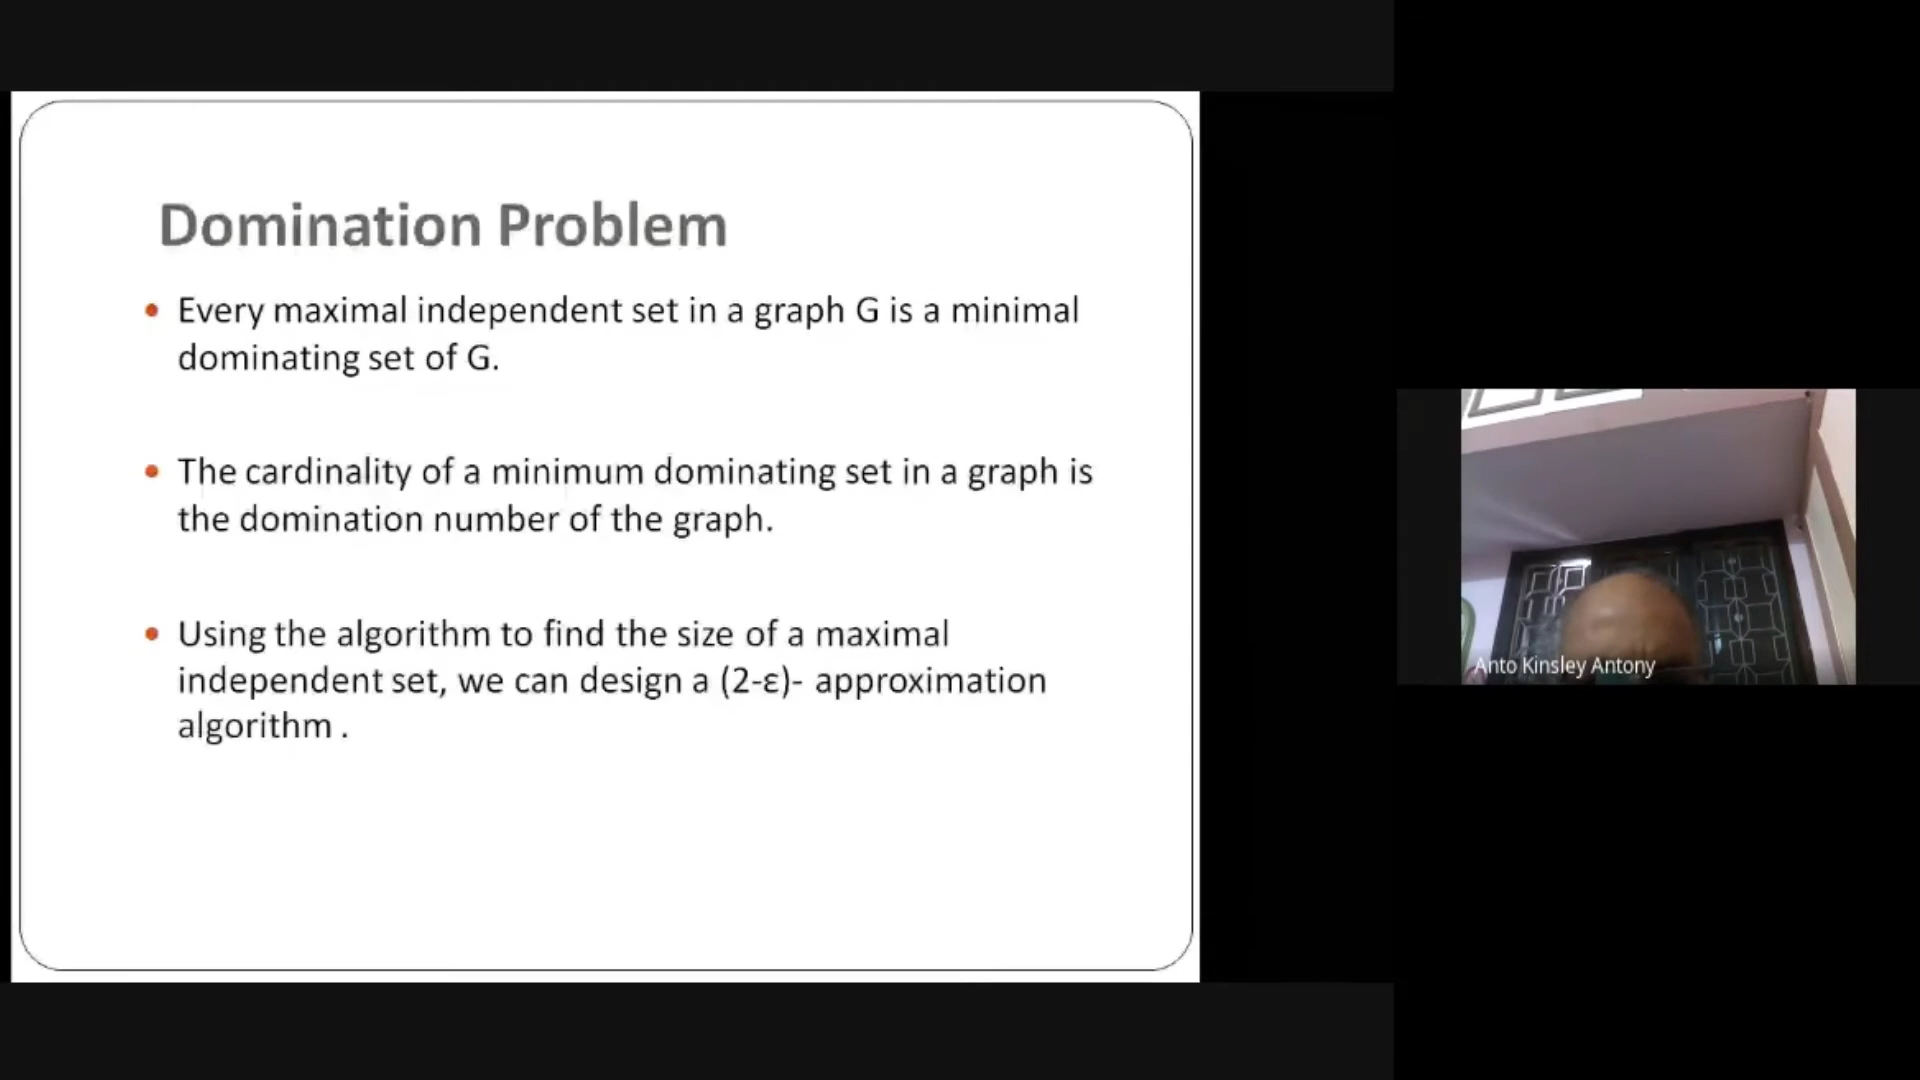 Domination Problem
• Every maximal independent set in a graph G is a minimal
dominating set of G.
• The cardinality of a minimum dominating set in a graph is
the domination number of the graph.
• Using the algorithm to find the size of a maximal
independent set, we can design a (2-ε)- approximation
algorithm .
Anto Kinsley Antony